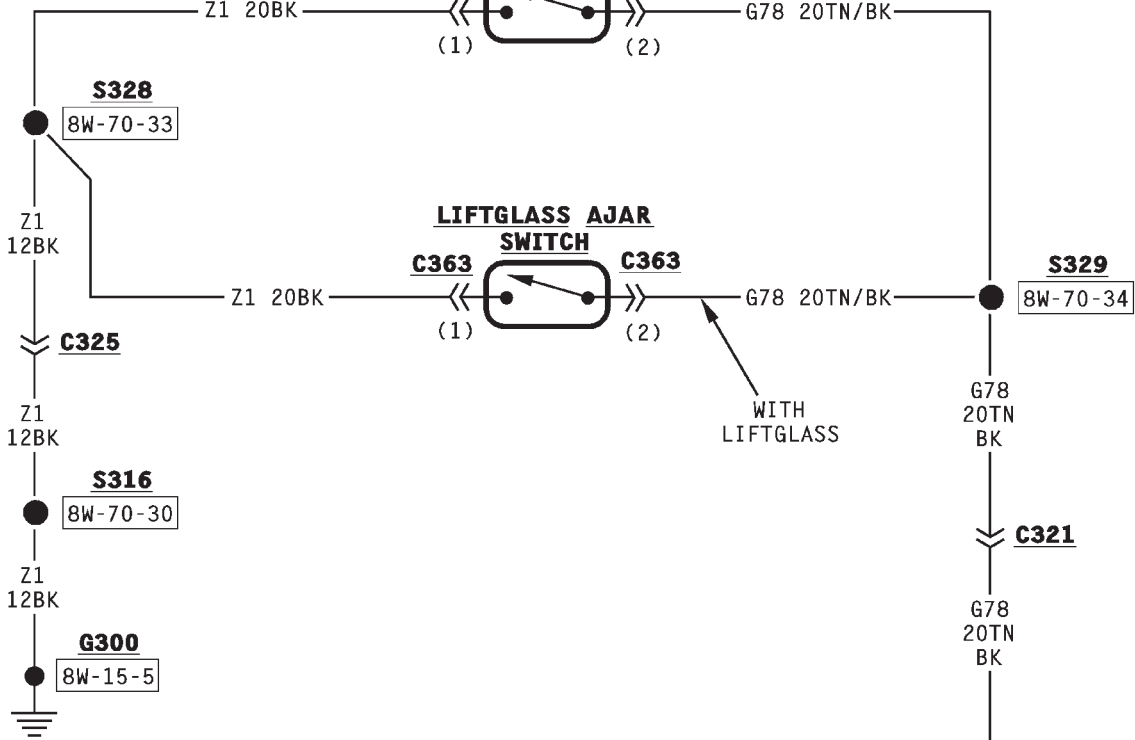 Z1 20BK
G78 20TN/BK
(1)
(2)
S328
8W-70-33
Z1
12BK
LIFTGLASS AJAR
SWITCH
C363
C363
S329
8W-70-34
Z1 20BK
G78 20TN/BK
(1)
(2)
C325
WITH
LIFTGLASS
G78
20TN
BK
Z1
12BK
S316
8W-70-30
C321
Z1
12BK
G78
20TN
BK
G300
8W-15-5